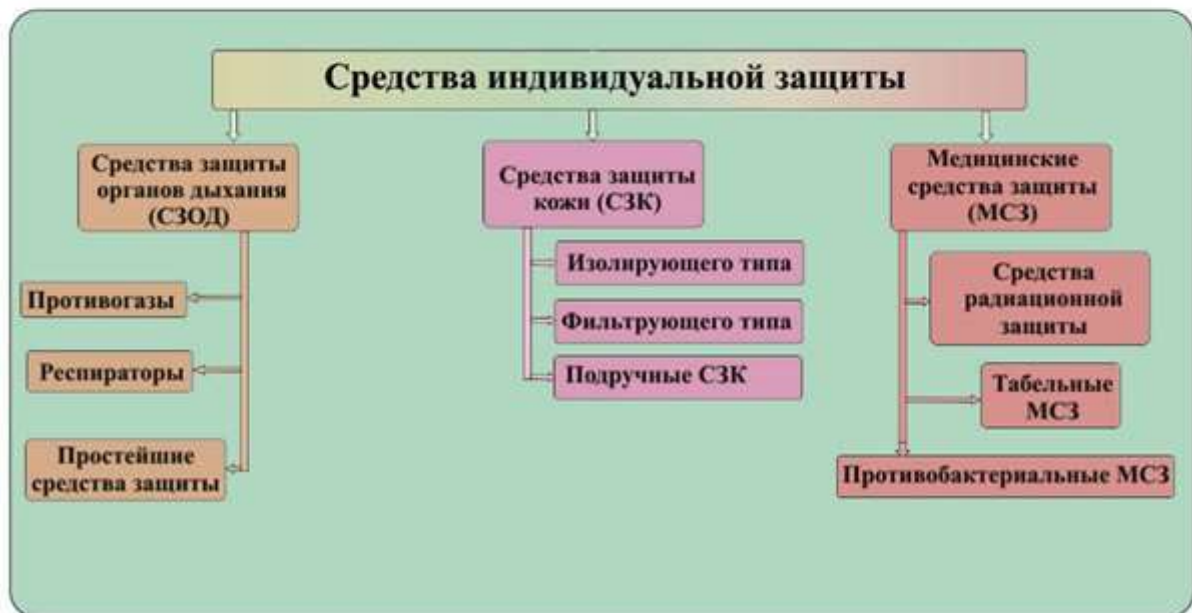 Средства индивидуальной защиты
Средства защиты
органов дыхания
(СЗОД)
Противогазы
Респираторы
Простейшие
средства защиты
Средства защиты
кожи (СЗК)
Изолирующего типа
Фильтрующего типа
Подручные СЗК
Медицинские
средства защиты
(МСЗ)
Средства
радиационной
защиты
Табельные
МСЗ
Противобактериальные МСЗ